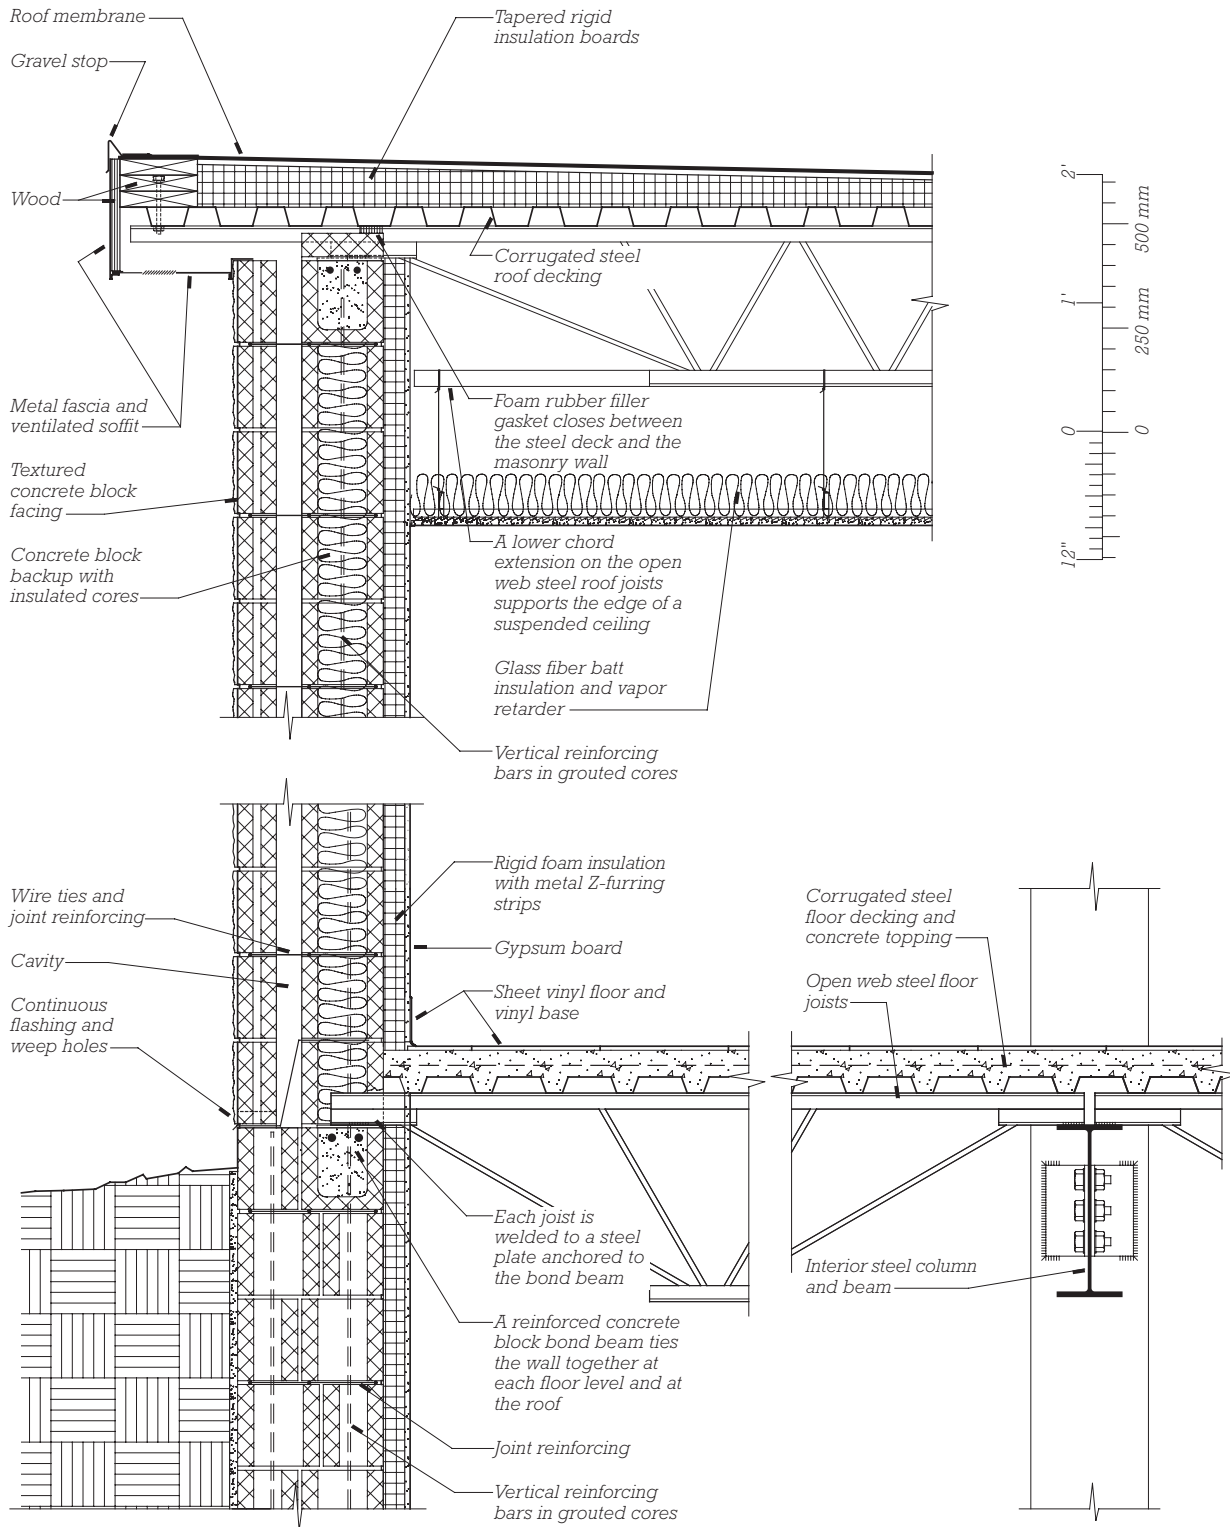 Roof membrane
Gravel stop
Tapered rigid
insulation boards
Wood
Corrugated steel
roof decking
Metal fascia and
ventilated soffit
Foam rubber filler
gasket closes between
the steel deck and the
masonry wall
Textured
concrete block
facing
Concrete block
backup with
insulated cores
A lower chord
extension on the open
web steel roof joists
supports the edge of a
suspended ceiling
Glass fiber batt
insulation and vapor
retarder
Vertical reinforcing
bars in grouted cores
2'
1'
0
12"
500 mm
250 mm
0
Wire ties and
joint reinforcing
Cavity
Continuous
flashing and
weep holes
Rigid foam insulation
with metal Z-furring
strips
Gypsum board
Sheet vinyl floor and
vinyl base
Corrugated steel
floor decking and
concrete topping
Open web steel floor
joists
Each joist is
welded to a steel
plate anchored to
the bond beam
Interior steel column
and beam
A reinforced concrete
block bond beam ties
the wall together at
each floor level and at
the roof
Joint reinforcing
Vertical reinforcing
bars in grouted cores